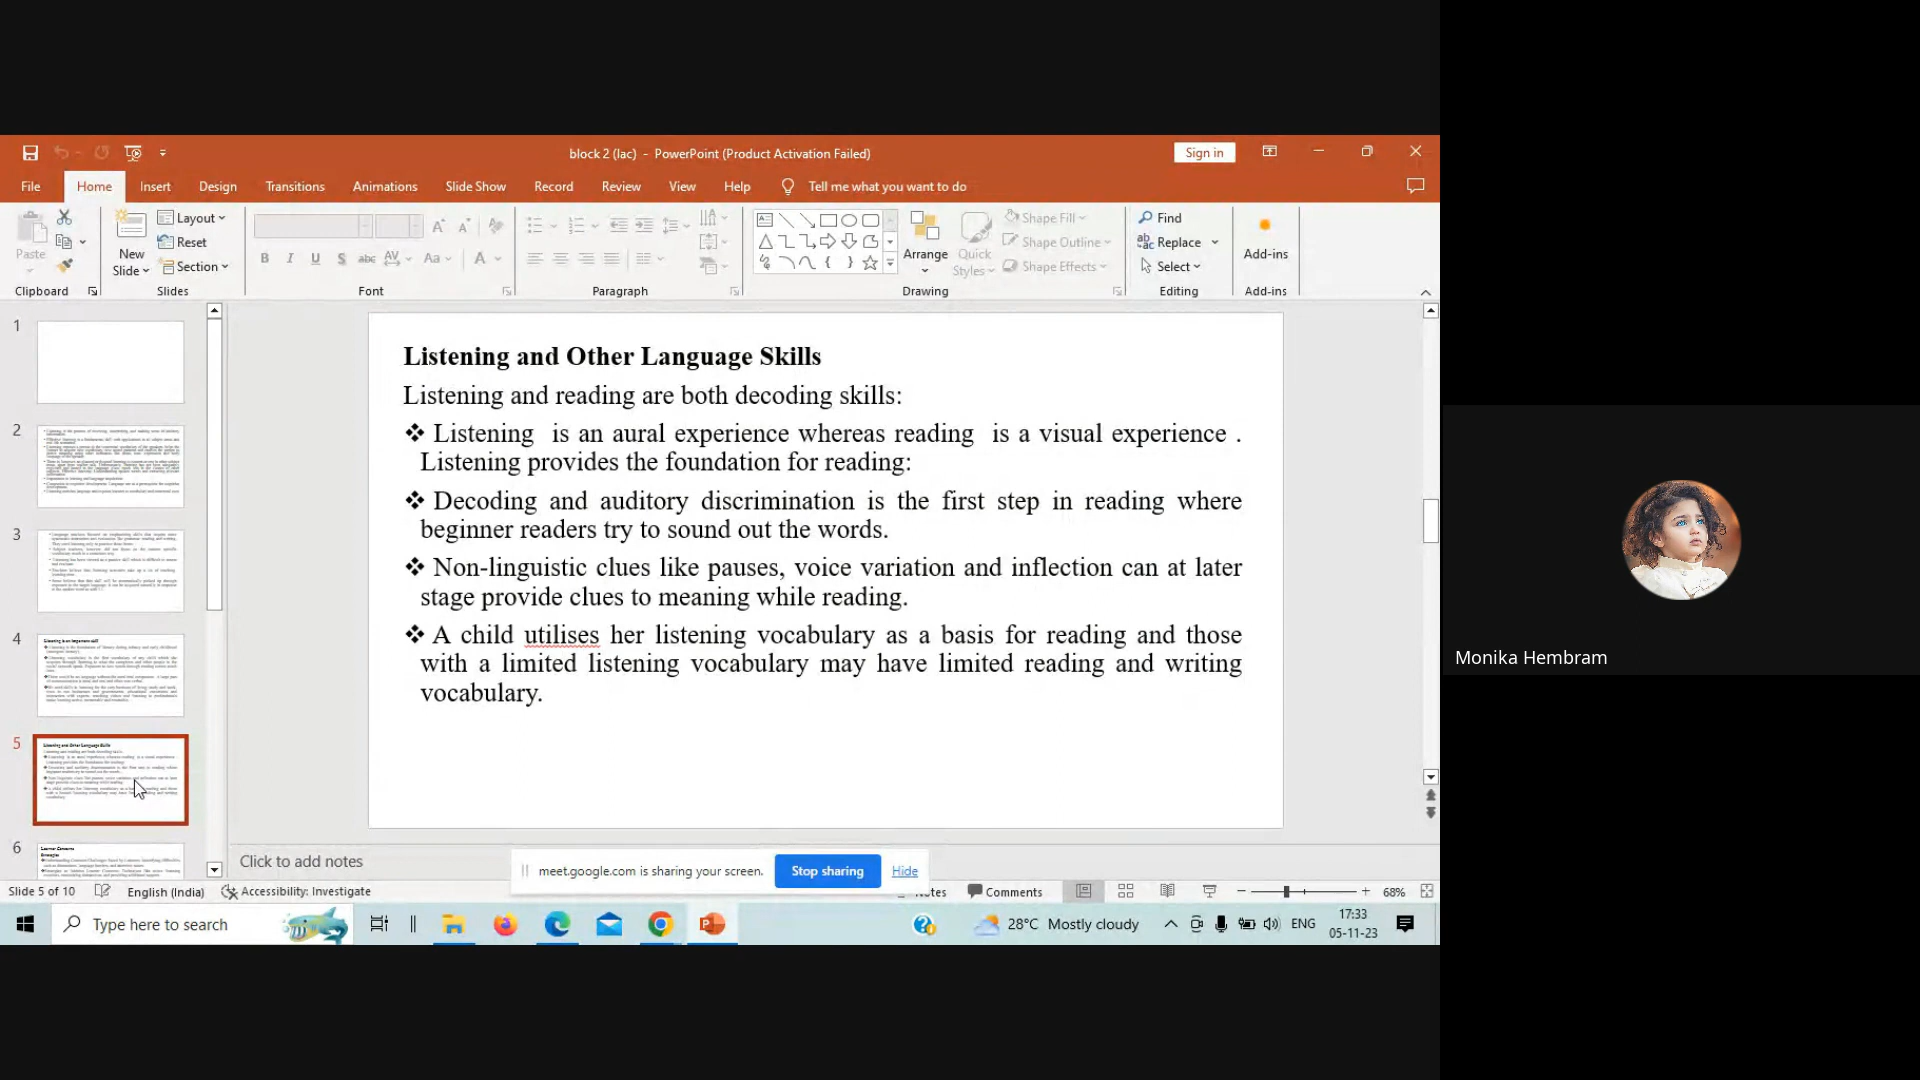 block 2 (lac) - PowerPoint (Product Activation Failed)
Sign in
File Home Insert Design Transitions Animations Slide Show Record Review View Help Tell me what you want to do
Paste
Clipboard
New Slide
Layout
Reset
Section
Slides
Font
Paragraph
Arrange
Quick Styles
Shape Fill
Shape Outline
Shape Effects
Drawing
Find
Replace
Select
Editing
Add-ins
Add-ins
1
2
3
4
5
6
Listening and Other Language Skills
Listening and reading are both decoding skills:
❖ Listening is an aural experience whereas reading is a visual experience .
Listening provides the foundation for reading:
❖ Decoding and auditory discrimination is the first step in reading where
beginner readers try to sound out the words.
❖ Non-linguistic clues like pauses, voice variation and inflection can at later
stage provide clues to meaning while reading.
❖ A child utilises her listening vocabulary as a basis for reading and those
with a limited listening vocabulary may have limited reading and writing
vocabulary.
Monika Hembram
Click to add notes
meet.google.com is sharing your screen. Stop sharing Hide
Slide 5 of 10 English (India) Accessibility: Investigate Notes Comments 68%
Type here to search
28°C Mostly cloudy
ENG
17:33
05-11-23